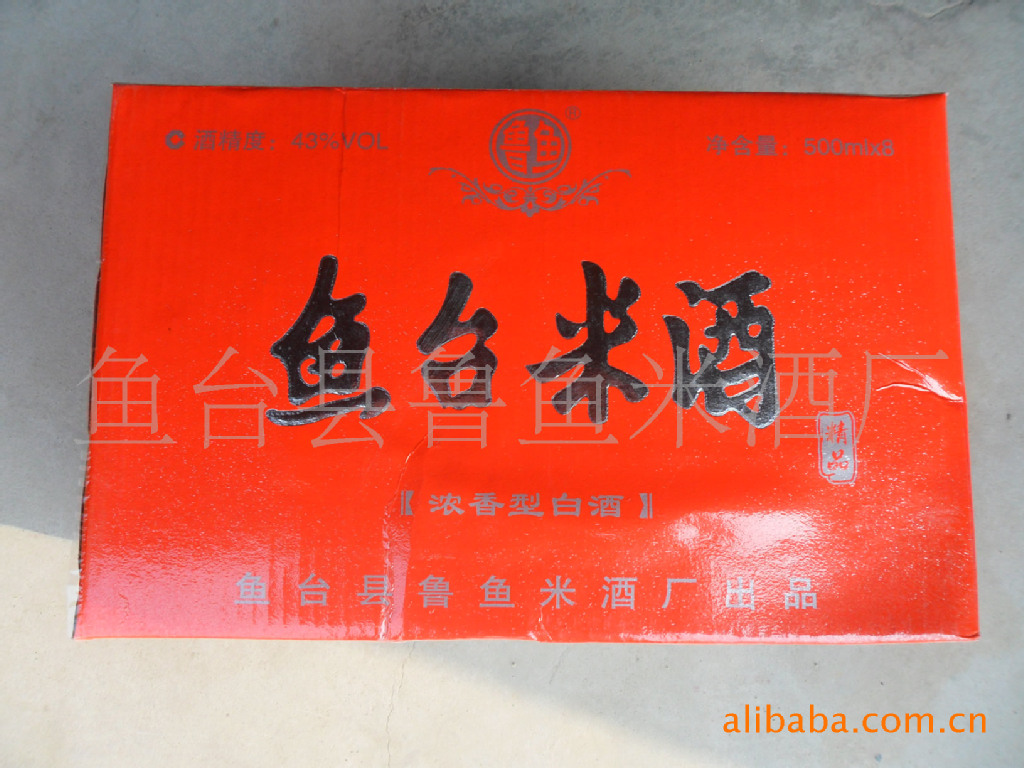 酒精度：43%VOL
®
净含量：500mlx8
鱼台米酒
精品
鱼台县鲁鱼米酒厂
【浓香型白酒】
鱼台县鲁鱼米酒厂出品
alibaba.com.cn